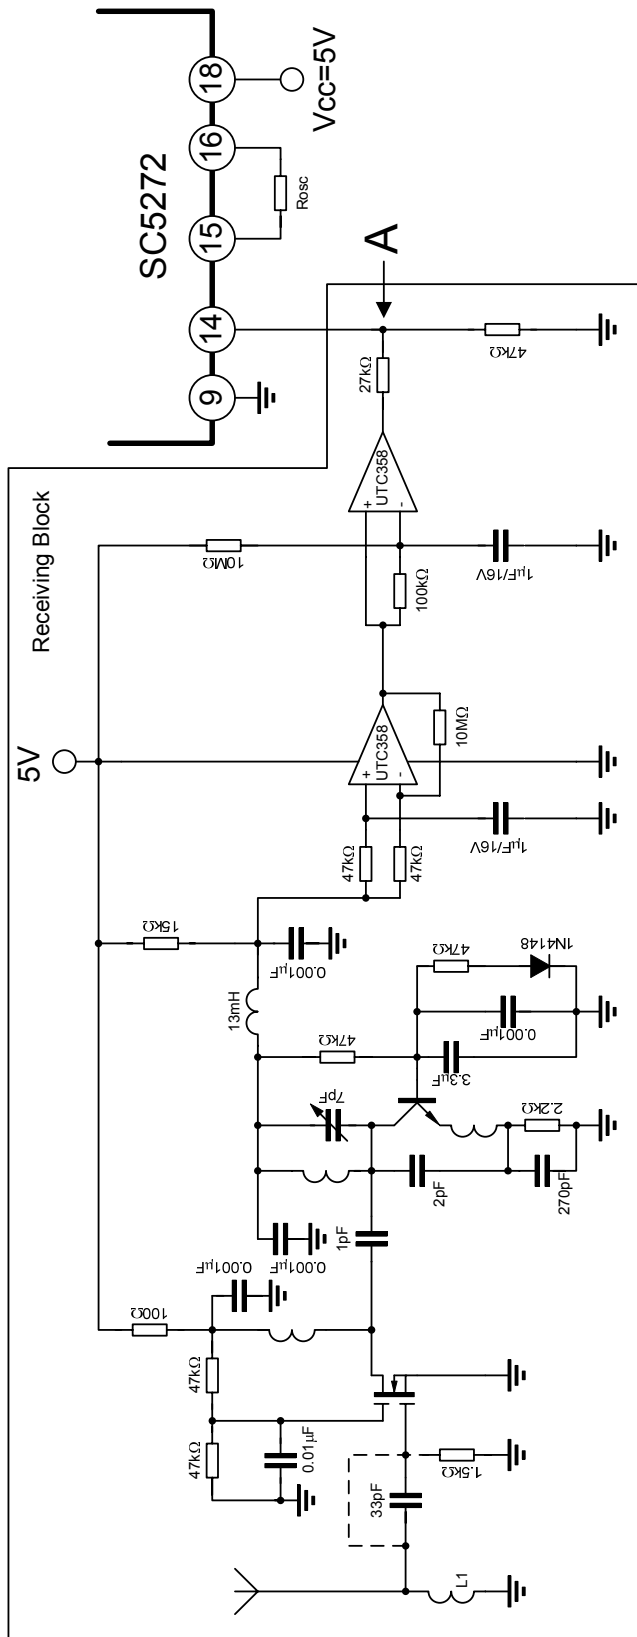 SC5272
18
16
15
14
9
Vcc=5V
Rosc
A
Receiving Block
5V
27kΩ
47kΩ
UTC358
+
-
10MΩ
100kΩ
1μF/16V
UTC358
+
-
10MΩ
1μF/16V
47kΩ
47kΩ
15kΩ
0.001μF
13mH
47kΩ
1N4148
0.001μF
47kΩ
3.3uF
7pF
2.2kΩ
2pF
270pF
1pF
0.001μF
0.001μF
100Ω
47kΩ
47kΩ
0.01μF
33pF
1.5kΩ
L1